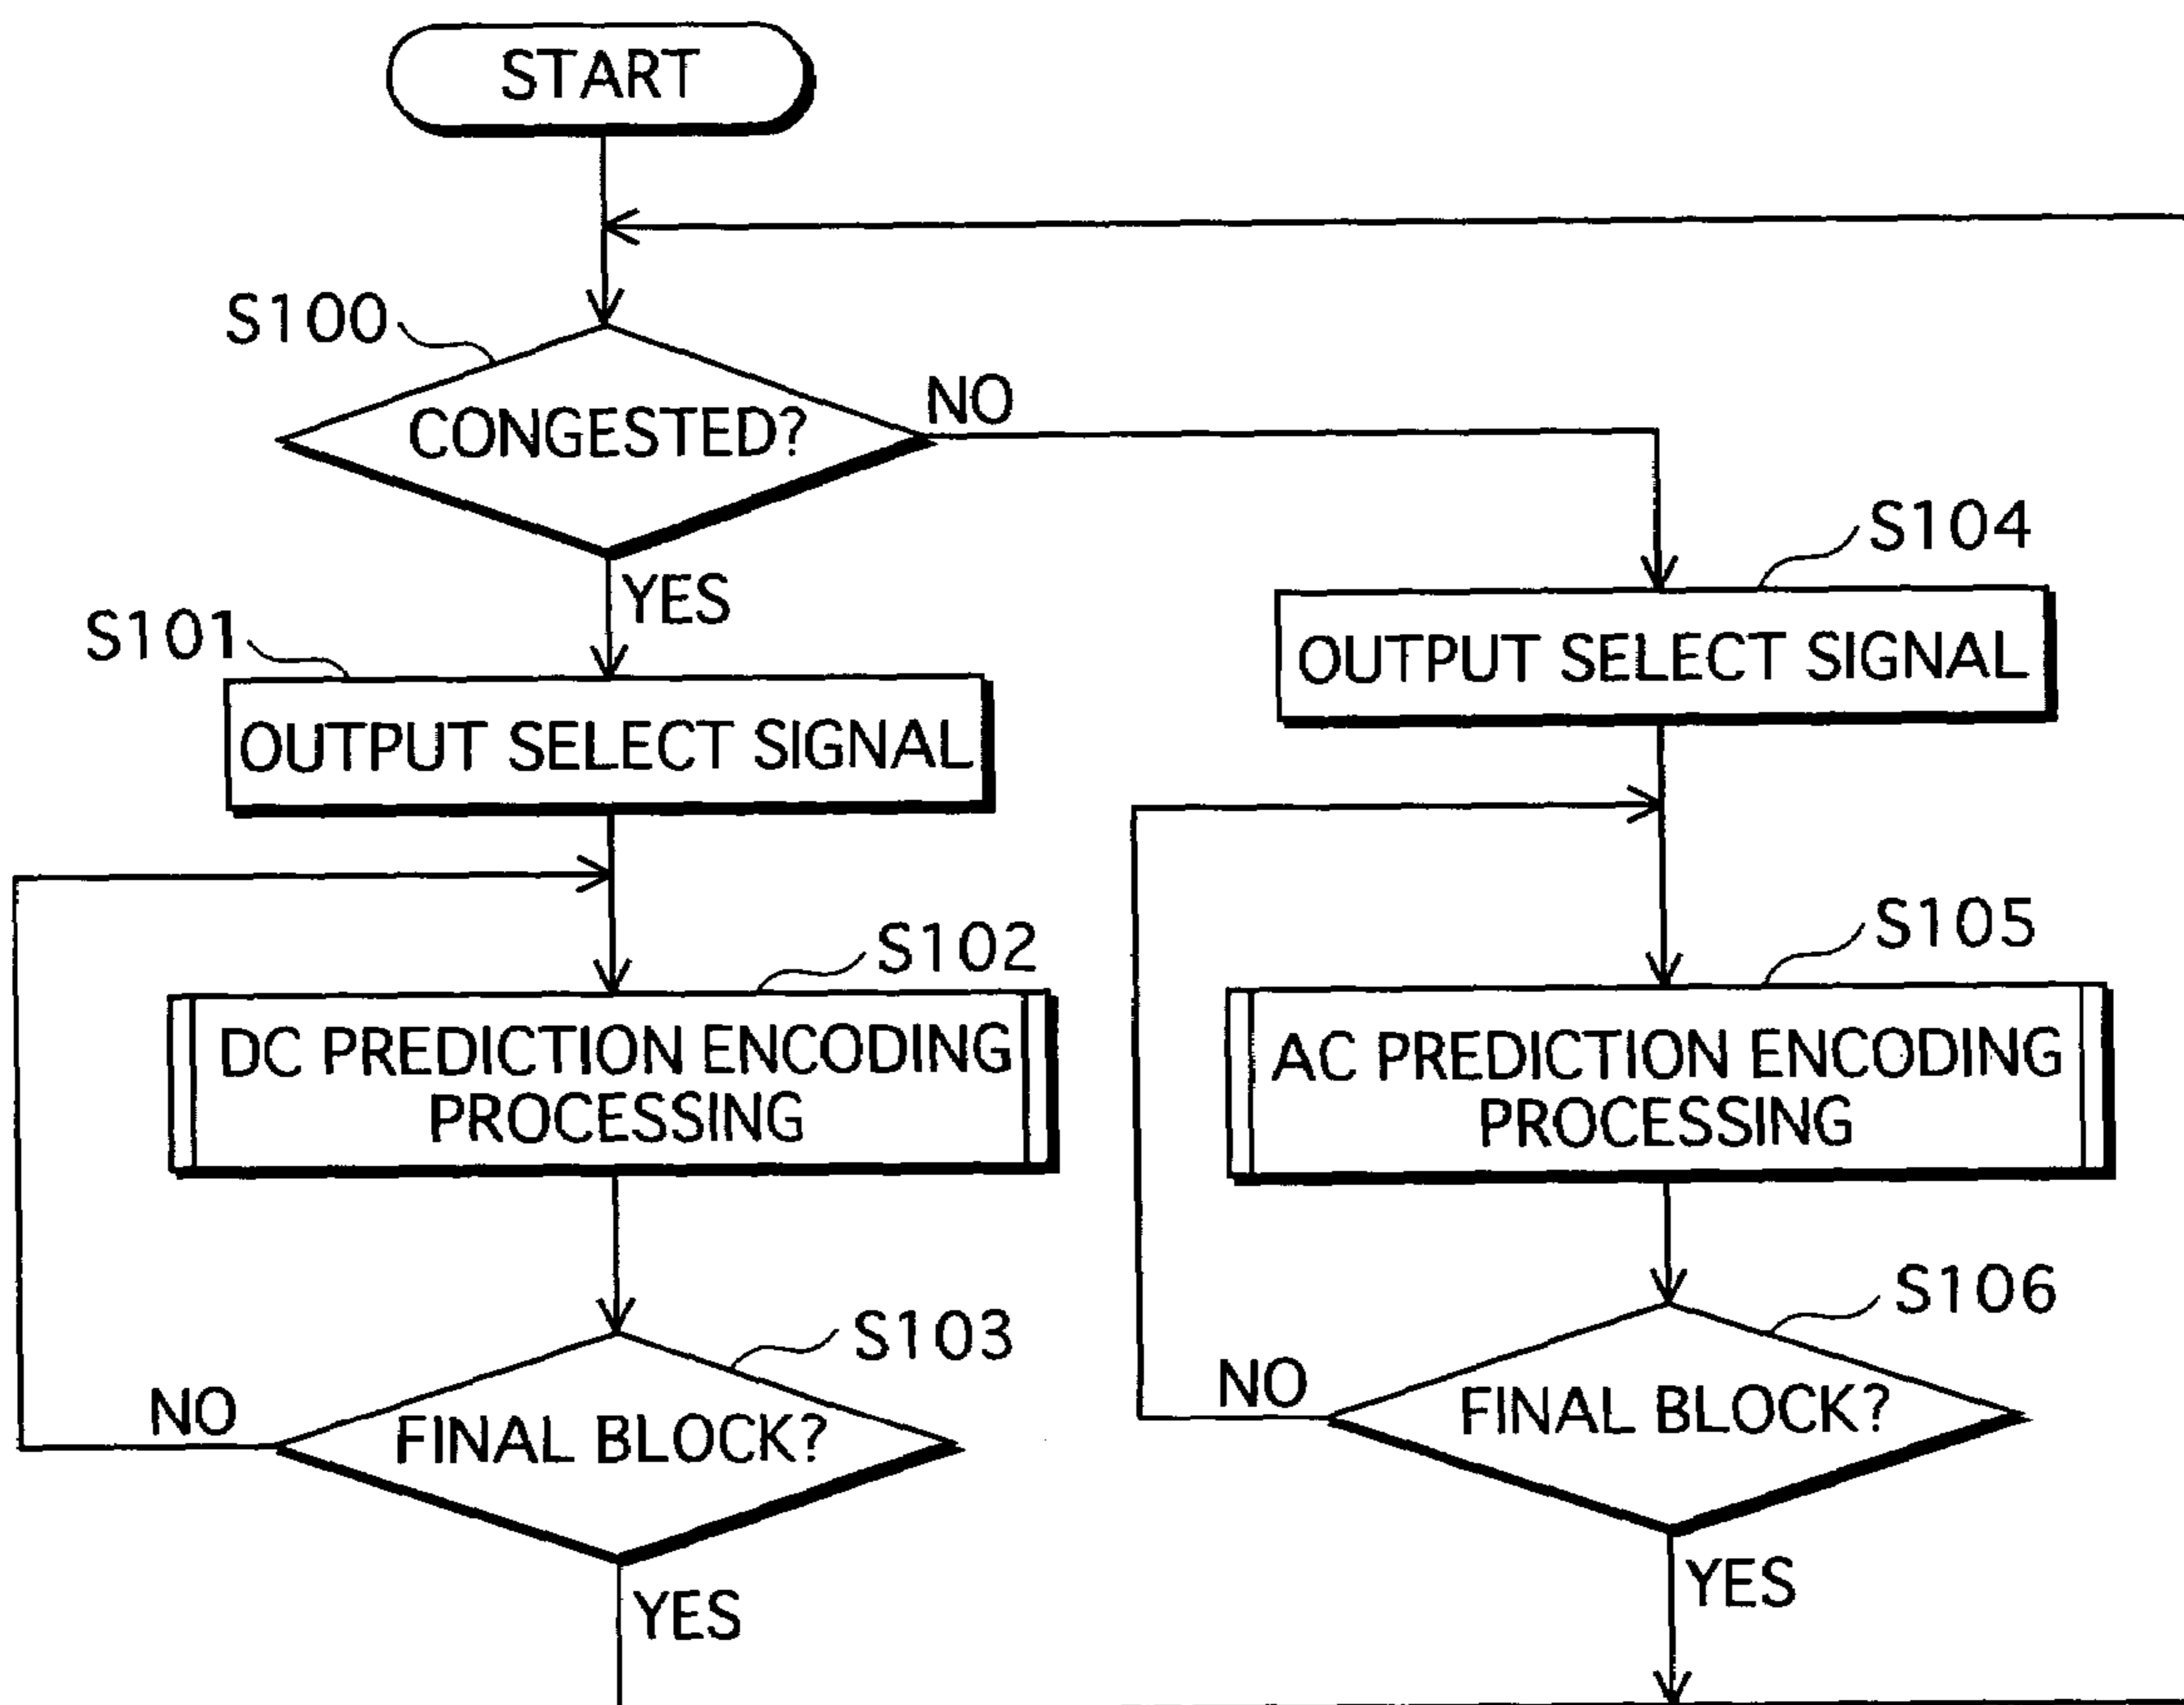 START
S100
CONGESTED?
NO
YES
S101
OUTPUT SELECT SIGNAL
S102
DC PREDICTION ENCODING
PROCESSING
S103
FINAL BLOCK?
NO
YES
S104
OUTPUT SELECT SIGNAL
S105
AC PREDICTION ENCODING
PROCESSING
S106
FINAL BLOCK?
NO
YES